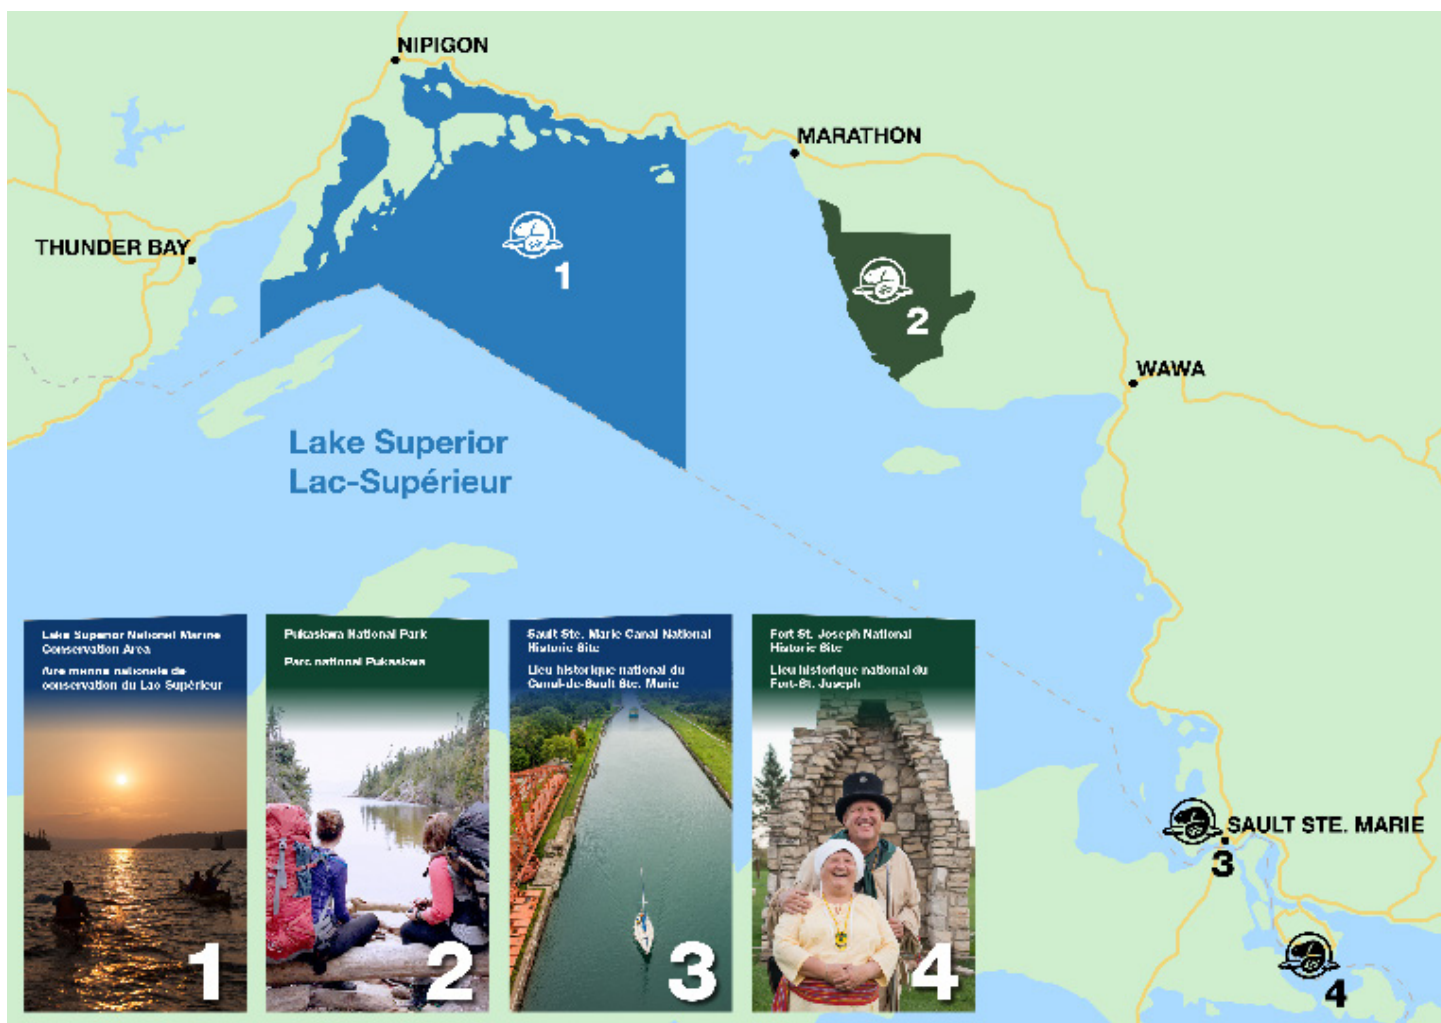 NIPIGON
MARATHON
THUNDER BAY
1
2
WAWA
Lake Superior
Lac-Supérieur
SAULT STE. MARIE
3
4
Lake Superior National Marine
Conservation Area
Aire marine nationale de
conservation du Lac Supérieur
1
Pukaskwa National Park
Parc national Pukaskwa
2
Sault Ste. Marie Canal National
Historic Site
Lieu historique national du
Canal-de-Sault Ste. Marie
3
Fort St. Joseph National
Historic Site
Lieu historique national du
Fort-St. Joseph
4